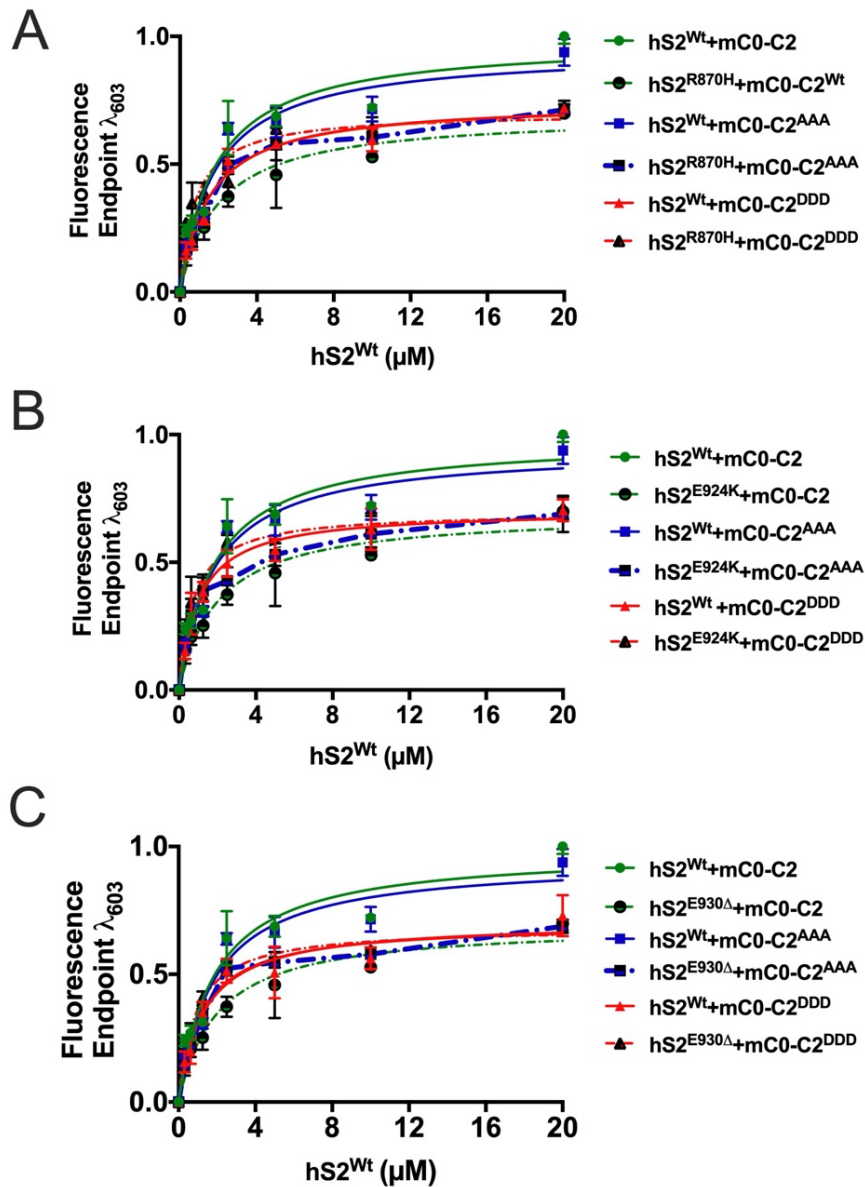 A
Fluorescence
Endpoint λ603
1.0
0.5
0.0
0 4 8 12 16 20
hS2Wt (µM)
hS2Wt+mC0-C2
hS2R870H+mC0-C2Wt
hS2Wt+mC0-C2AAA
hS2R870H+mC0-C2AAA
hS2Wt+mC0-C2DDD
hS2R870H+mC0-C2DDD
B
Fluorescence
Endpoint λ603
1.0
0.5
0.0
0 4 8 12 16 20
hS2Wt (µM)
hS2Wt+mC0-C2
hS2E924K+mC0-C2
hS2Wt+mC0-C2AAA
hS2E924K+mC0-C2AAA
hS2Wt +mC0-C2DDD
hS2E924K+mC0-C2DDD
C
Fluorescence
Endpoint λ603
1.0
0.5
0.0
0 4 8 12 16 20
hS2Wt (µM)
hS2Wt+mC0-C2
hS2E930Δ+mC0-C2
hS2Wt+mC0-C2AAA
hS2E930Δ+mC0-C2AAA
hS2Wt+mC0-C2DDD
hS2E930Δ+mC0-C2DDD